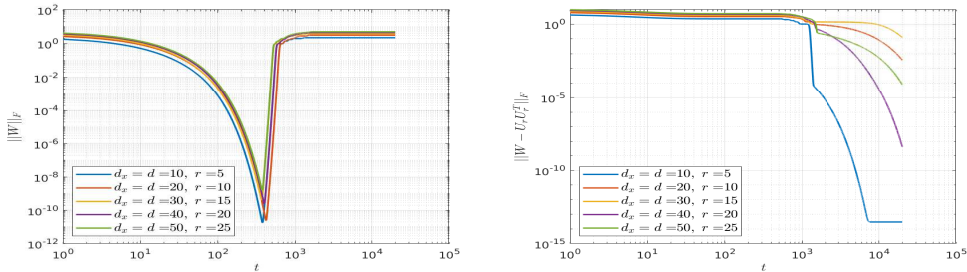 10^2
10^0
10^-2
10^-4
10^-6
10^-8
10^-10
10^-12
||W||_F
d_x = d =10, r =5
d_x = d =20, r =10
d_x = d =30, r =15
d_x = d =40, r =20
d_x = d =50, r =25
10^0 10^1 10^2 10^3 10^4 10^5
t
10^0
10^-5
10^-10
10^-15
||W − U_r U_r^T||_F
d_x = d =10, r =5
d_x = d =20, r =10
d_x = d =30, r =15
d_x = d =40, r =20
d_x = d =50, r =25
10^0 10^1 10^2 10^3 10^4 10^5
t